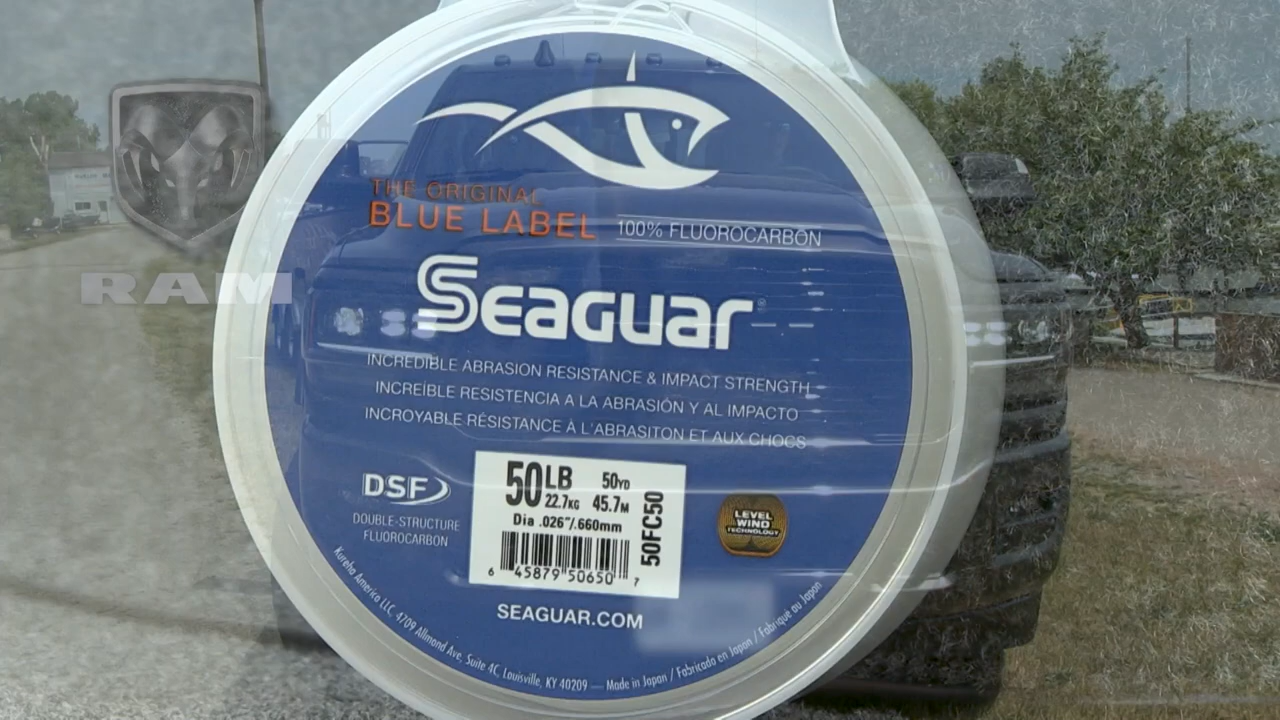 RAM
THE ORIGINAL
BLUE LABEL
100% FLUOROCARBON
SEAGUAR®
INCREDIBLE ABRASION RESISTANCE & IMPACT STRENGTH
INCREÍBLE RESISTENCIA A LA ABRASIÓN Y AL IMPACTO
INCROYABLE RÉSISTANCE À L'ABRASITON ET AUX CHOCS
DSF
DOUBLE-STRUCTURE
FLUOROCARBON
50LB 50YD
22.7KG 45.7M
Dia .026"/.660mm
6 45879 50650 7
50FC50
LEVEL
WIND
TECHNOLOGY
SEAGUAR.COM
Kureha America LLC, 4709 Allmond Ave, Suite 4C, Louisville, KY 40209 — Made in Japan / Fabricado en Japón / Fabriqué au Japon